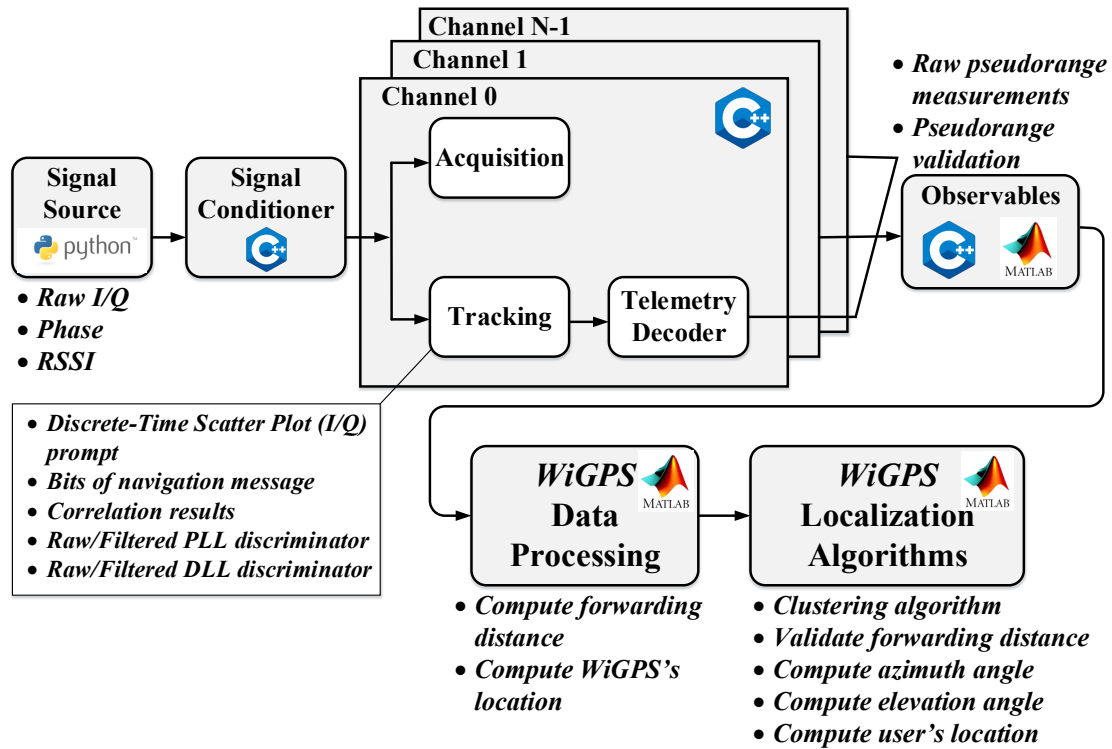 Channel N-1
Channel 1
Channel 0
C++
Acquisition
Tracking
Telemetry
Decoder
Signal
Source
python™
• Raw I/Q
• Phase
• RSSI
Signal
Conditioner
C++
• Raw pseudorange
measurements
• Pseudorange
validation
Observables
C++
MATLAB
• Discrete-Time Scatter Plot (I/Q)
prompt
• Bits of navigation message
• Correlation results
• Raw/Filtered PLL discriminator
• Raw/Filtered DLL discriminator
WiGPS
MATLAB
Data
Processing
• Compute forwarding
distance
• Compute WiGPS's
location
WiGPS
MATLAB
Localization
Algorithms
• Clustering algorithm
• Validate forwarding distance
• Compute azimuth angle
• Compute elevation angle
• Compute user's location